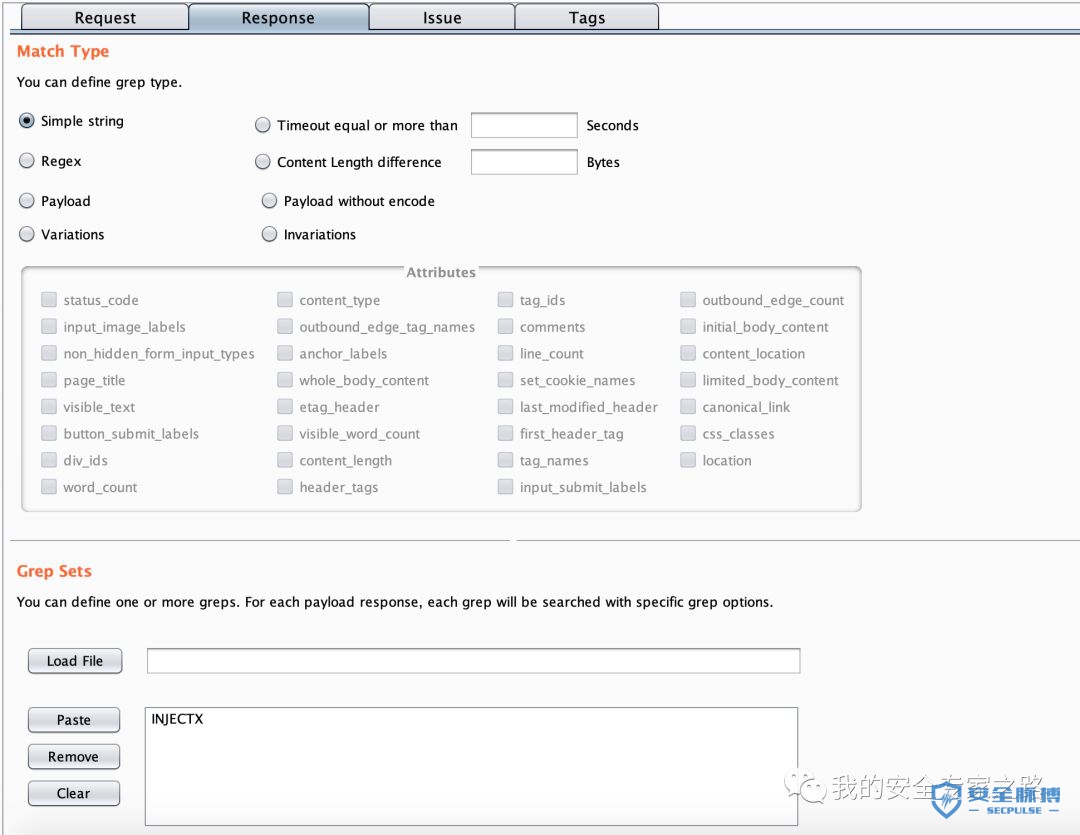 Request Response Issue Tags
Match Type
You can define grep type.
Simple string Timeout equal or more than Seconds
Regex Content Length difference Bytes
Payload Payload without encode
Variations Invariations
Attributes
status_code content_type tag_ids outbound_edge_count
input_image_labels outbound_edge_tag_names comments initial_body_content
non_hidden_form_input_types anchor_labels line_count content_location
page_title whole_body_content set_cookie_names limited_body_content
visible_text etag_header last_modified_header canonical_link
button_submit_labels visible_word_count first_header_tag css_classes
div_ids content_length tag_names location
word_count header_tags input_submit_labels
Grep Sets
You can define one or more greps. For each payload response, each grep will be searched with specific grep options.
Load File
Paste INJECTX
Remove
Clear
我的安全专家之路
安全脉搏
SECPULSE